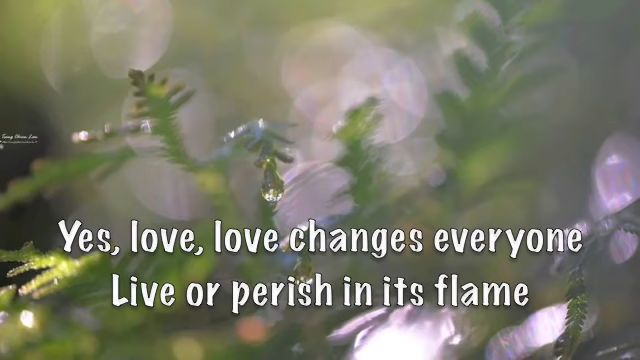 Yes, love, love changes everyone
Live or perish in its flame